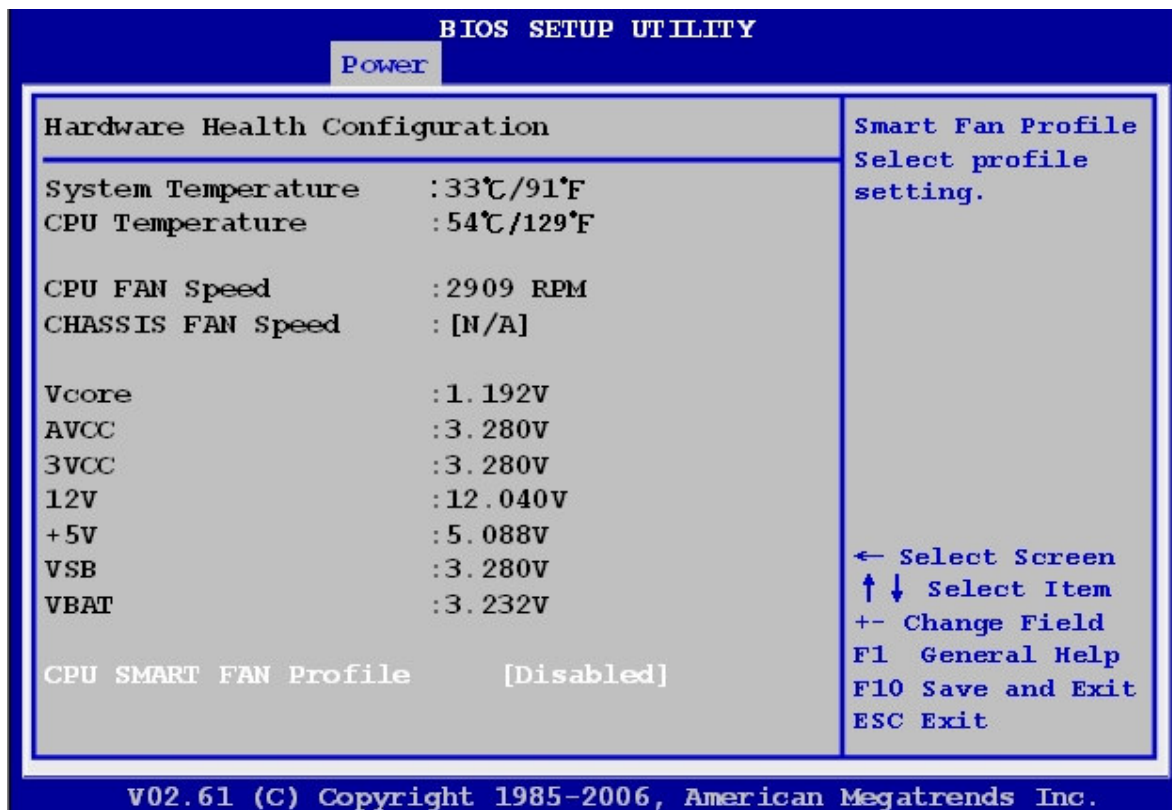 BIOS SETUP UTILITY
Power
Hardware Health Configuration
System Temperature :33℃/91°F
CPU Temperature :54℃/129°F
CPU FAN Speed :2909 RPM
CHASSIS FAN Speed :[N/A]
Vcore :1.192V
AVCC :3.280V
3VCC :3.280V
12V :12.040V
+5V :5.088V
VSB :3.280V
VBAT :3.232V
CPU SMART FAN Profile [Disabled]
Smart Fan Profile
Select profile
setting.
← Select Screen
↑↓ Select Item
+- Change Field
F1 General Help
F10 Save and Exit
ESC Exit
V02.61 (C) Copyright 1985-2006, American Megatrends Inc.